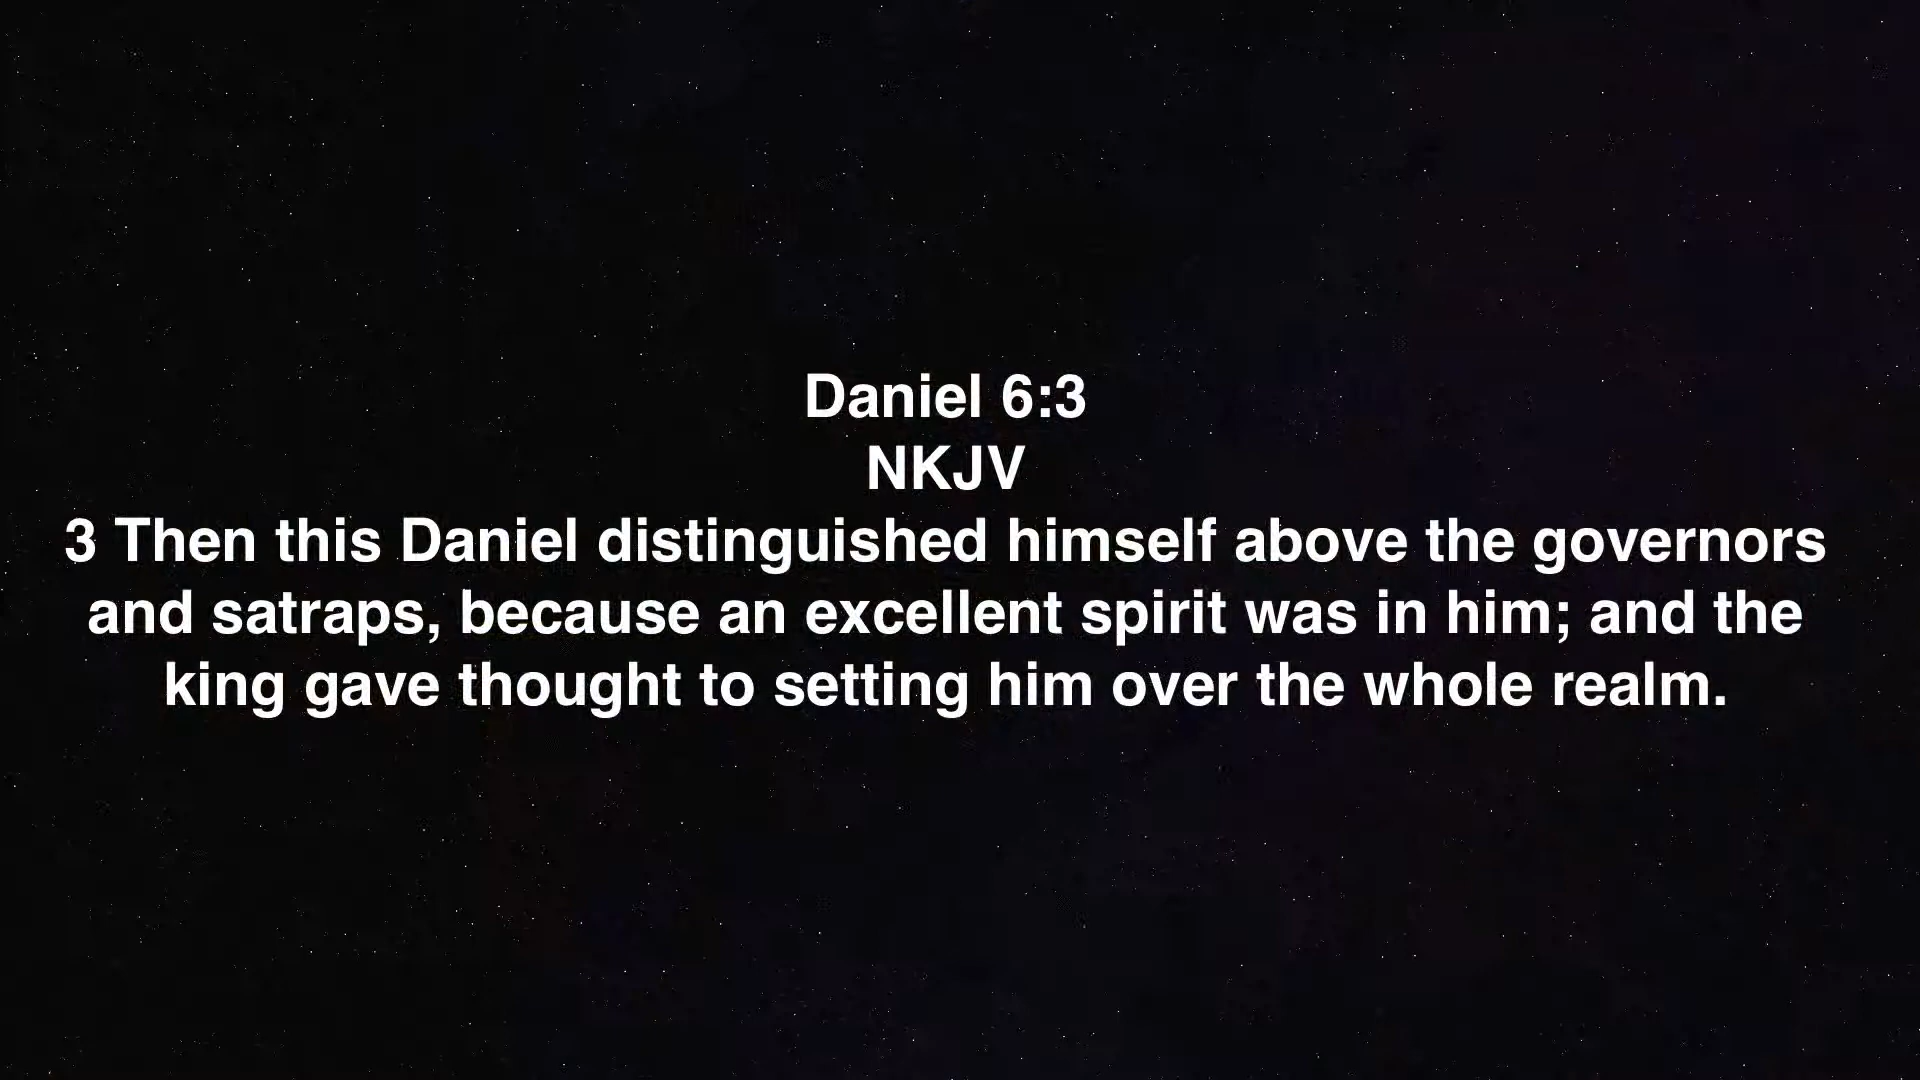 Daniel 6:3
NKJV
3 Then this Daniel distinguished himself above the governors
and satraps, because an excellent spirit was in him; and the
king gave thought to setting him over the whole realm.